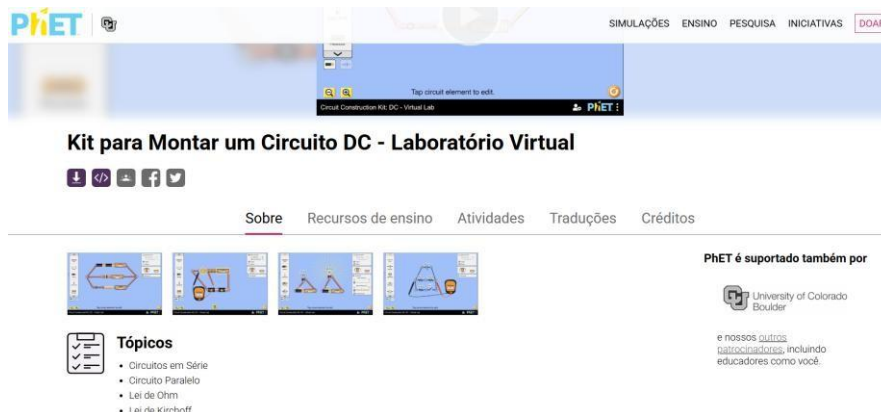 PhET
SIMULAÇÕES ENSINO PESQUISA INICIATIVAS DOAR
Tap circuit element to edit.
Circuit Construction Kit: DC - Virtual Lab
PhET
Kit para Montar um Circuito DC - Laboratório Virtual
Sobre Recursos de ensino Atividades Traduções Créditos
PhET é suportado também por
University of Colorado
Boulder
Tópicos
e nossos outros
patrocinadores, incluindo
educadores como você.
Circuitos em Série
Circuito Paralelo
Lei de Ohm
Lei de Kirchoff